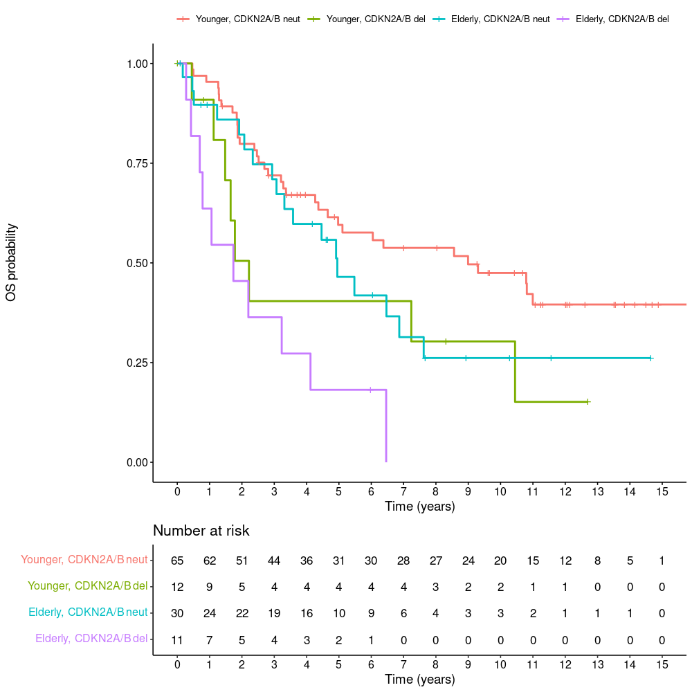 Younger, CDKN2A/B neut Younger, CDKN2A/B del Elderly, CDKN2A/B neut Elderly, CDKN2A/B del
OS probability
1.00
0.75
0.50
0.25
0.00
0 1 2 3 4 5 6 7 8 9 10 11 12 13 14 15
Time (years)
Number at risk
Younger, CDKN2A/B neut 65 62 51 44 36 31 30 28 27 24 20 15 12 8 5 1
Younger, CDKN2A/B del 12 9 5 4 4 4 4 4 3 2 2 1 1 0 0 0
Elderly, CDKN2A/B neut 30 24 22 19 16 10 9 6 4 3 3 2 1 1 1 0
Elderly, CDKN2A/B del 11 7 5 4 3 2 1 0 0 0 0 0 0 0 0 0
0 1 2 3 4 5 6 7 8 9 10 11 12 13 14 15
Time (years)